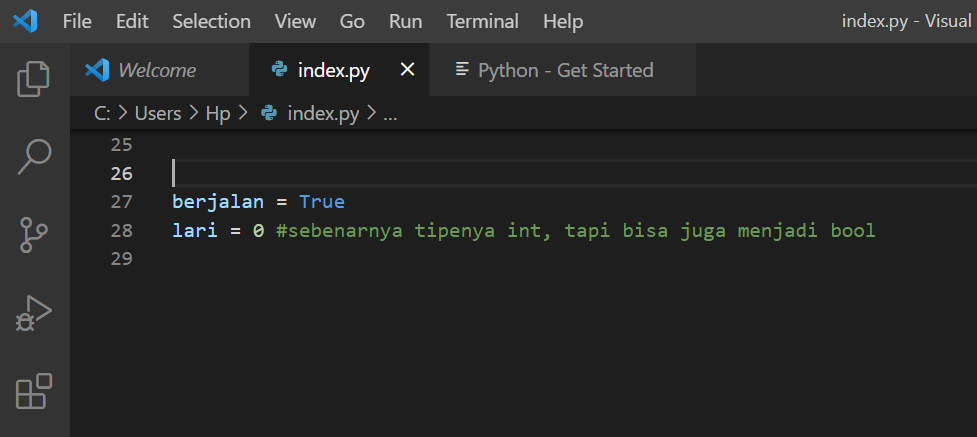 File Edit Selection View Go Run Terminal Help index.py - Visual
Welcome index.py Python - Get Started
C: > Users > Hp > index.py > ...
25
26
27 berjalan = True
28 lari = 0 #sebenarnya tipenya int, tapi bisa juga menjadi bool
29